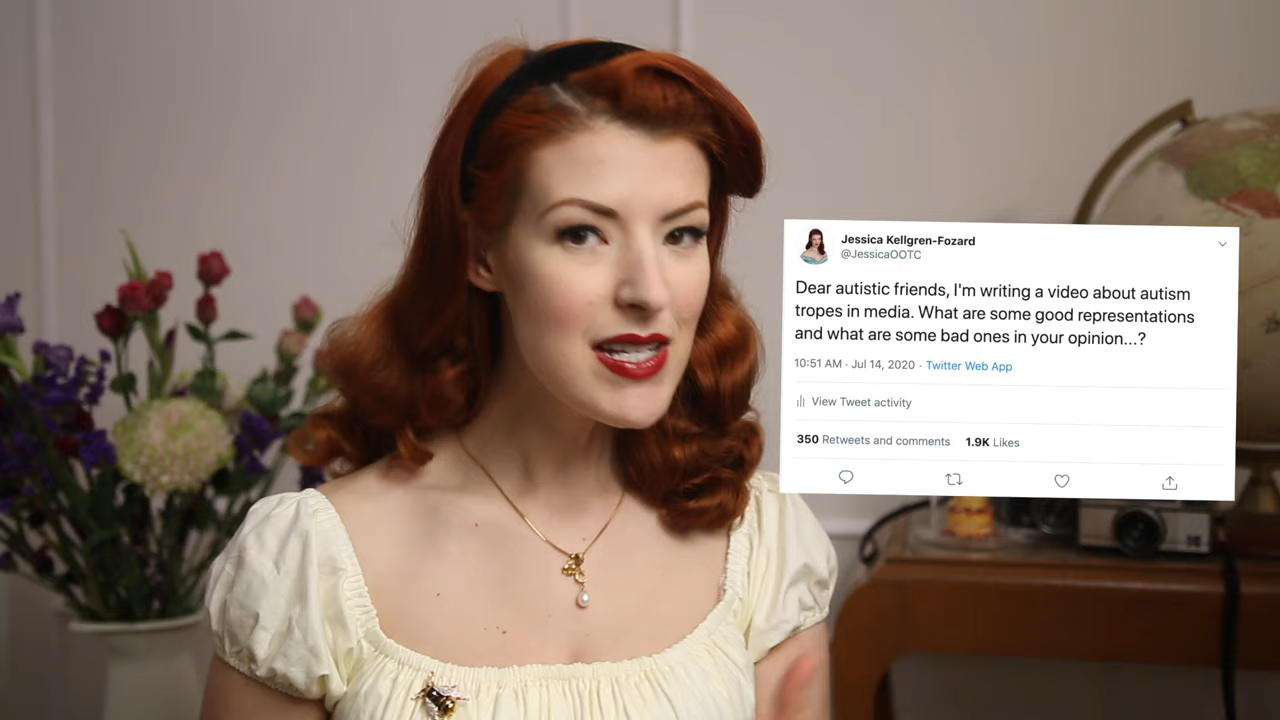 Jessica Kellgren-Fozard
@JessicaOOTC
Dear autistic friends, I'm writing a video about autism
tropes in media. What are some good representations
and what are some bad ones in your opinion...?
10:51 AM · Jul 14, 2020 · Twitter Web App
View Tweet activity
350 Retweets and comments 1.9K Likes